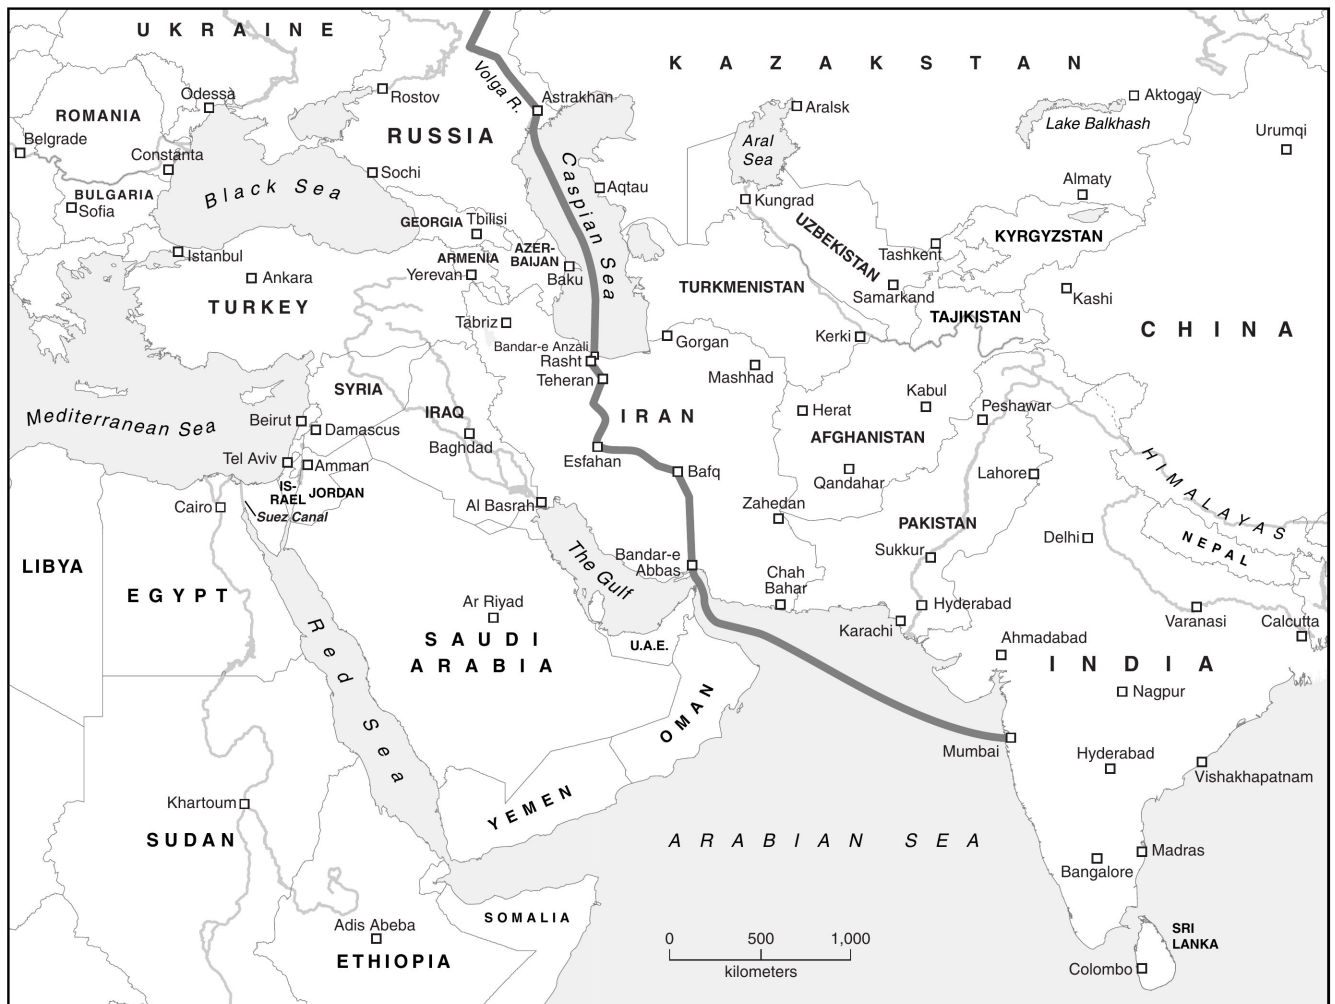 UKRAINE
KAZAKSTAN
Volga R.
Odessa
Rostov
Astrakhan
Aralsk
Aktogay
ROMANIA
RUSSIA
Lake Balkhash
Urumqi
Belgrade
Constanta
Aral
Sea
Caspian Sea
Sochi
Black Sea
Aqtau
Almaty
BULGARIA
Sofia
Kungrad
GEORGIA
Tbilisi
UZBEKISTAN
KYRGYZSTAN
Istanbul
ARMENIA
AZER-
BAIJAN
Tashkent
Ankara
Yerevan
Baku
TURKMENISTAN
Samarkand
Kashi
TURKEY
TAJIKISTAN
CHINA
Tabriz
Bandar-e Anzali
Gorgan
Kerki
Rasht
Teheran
Mashhad
SYRIA
Kabul
Peshawar
Mediterranean Sea
Beirut
Damascus
IRAQ
IRAN
Herat
AFGHANISTAN
Baghdad
Tel Aviv
Amman
Esfahan
Bafq
Qandahar
Lahore
HIMALAYAS
IS-
RAEL
JORDAN
Cairo
Suez Canal
Al Basrah
Zahedan
PAKISTAN
Delhi
NEPAL
Sukkur
LIBYA
EGYPT
The Gulf
Bandar-e
Abbas
Chah
Bahar
Ar Riyad
Hyderabad
Varanasi
Calcutta
Karachi
Red Sea
SAUDI
ARABIA
U.A.E.
Ahmadabad
INDIA
Nagpur
OMAN
Mumbai
Hyderabad
Vishakhapatnam
Khartoum
YEMEN
SUDAN
ARABIAN SEA
Madras
Bangalore
Adis Abeba
SOMALIA
ETHIOPIA
0 500 1,000
kilometers
SRI
LANKA
Colombo